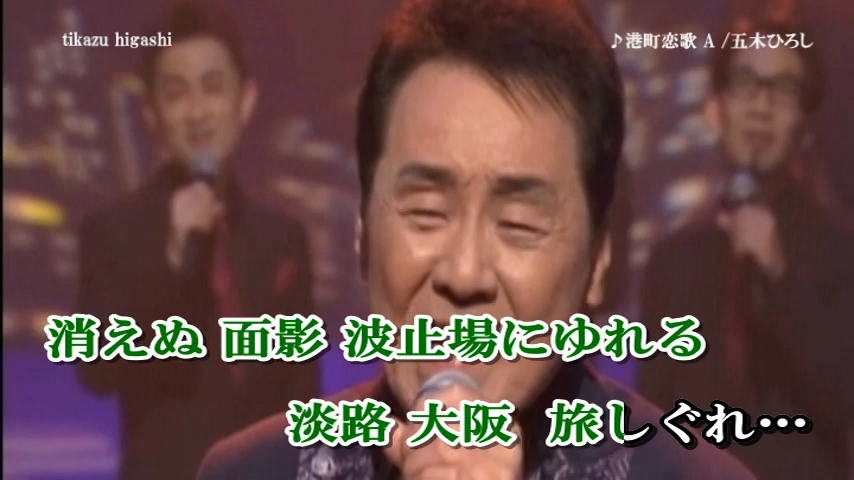 tikazu higashi
♪港町恋歌 A /五木ひろし
消えぬ 面影 波止場にゆれる
淡路 大阪 旅しぐれ…